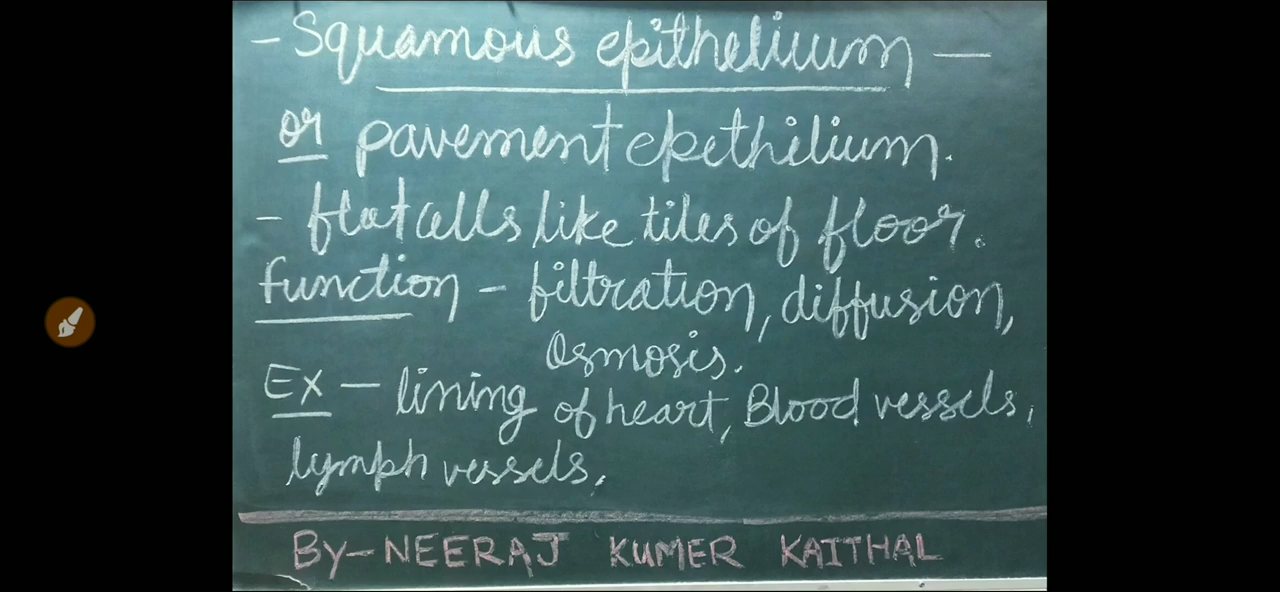 - Squamous epithelium -
or pavement epethilium.
- flat cells like tiles of floor.
function - filtration, diffusion,
Osmosis.
Ex - lining of heart, Blood vessels,
lymph vessels,
BY-NEERAJ KUMER KAITHAL